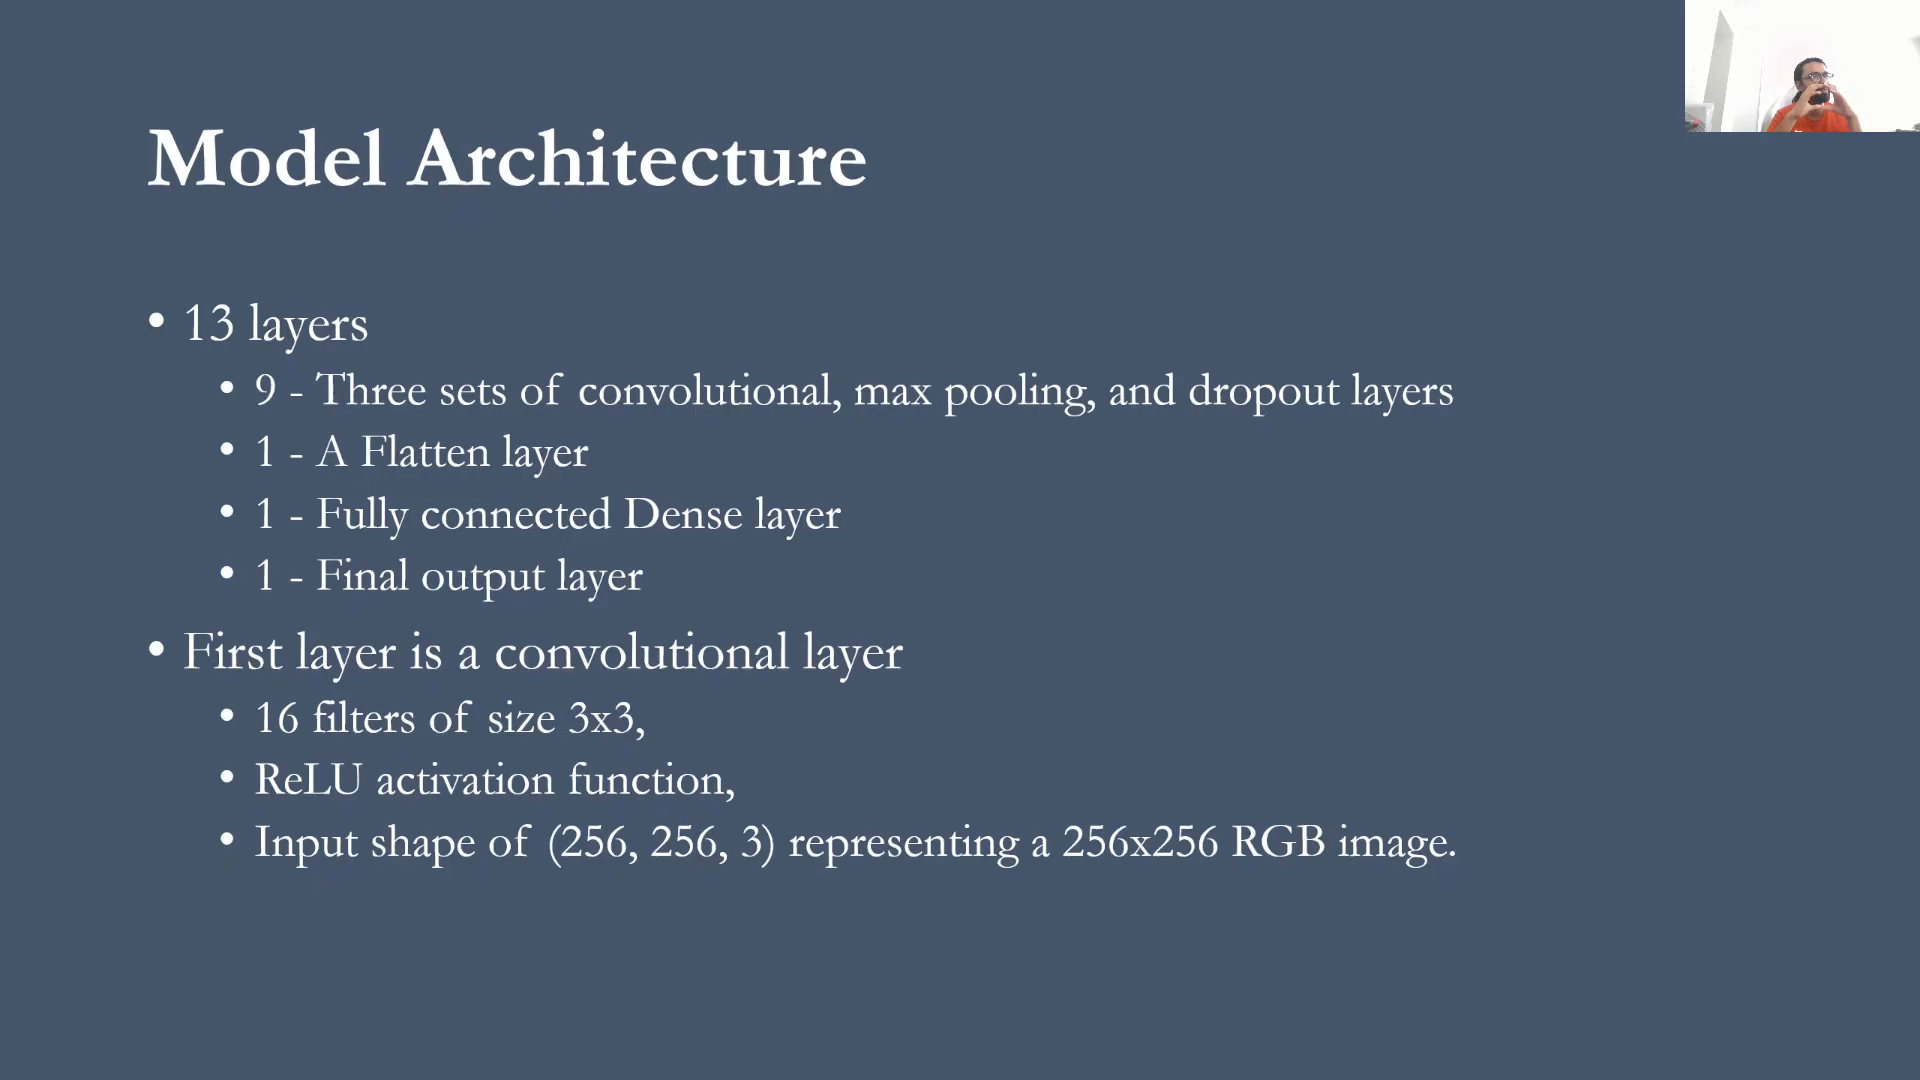 Model Architecture
• 13 layers
• 9 - Three sets of convolutional, max pooling, and dropout layers
• 1 - A Flatten layer
• 1 - Fully connected Dense layer
• 1 - Final output layer
• First layer is a convolutional layer
• 16 filters of size 3x3,
• ReLU activation function,
• Input shape of (256, 256, 3) representing a 256x256 RGB image.